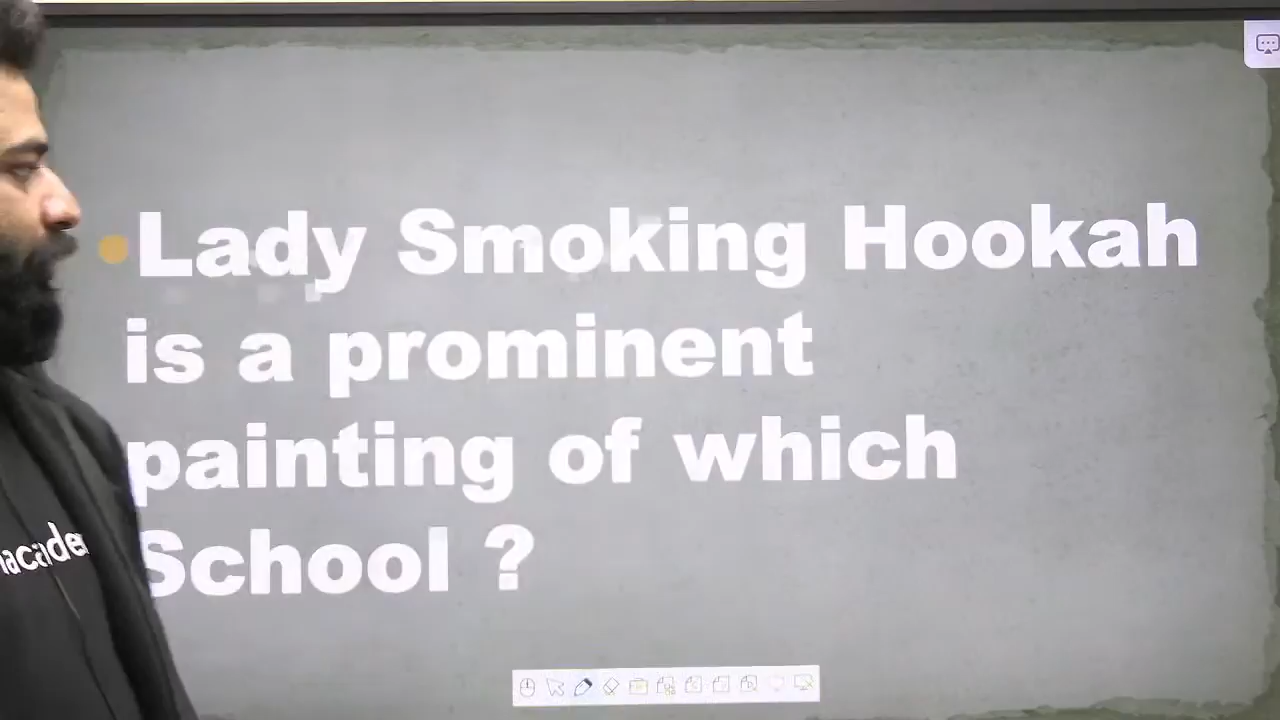 •Lady Smoking Hookah
is a prominent
painting of which
School ?